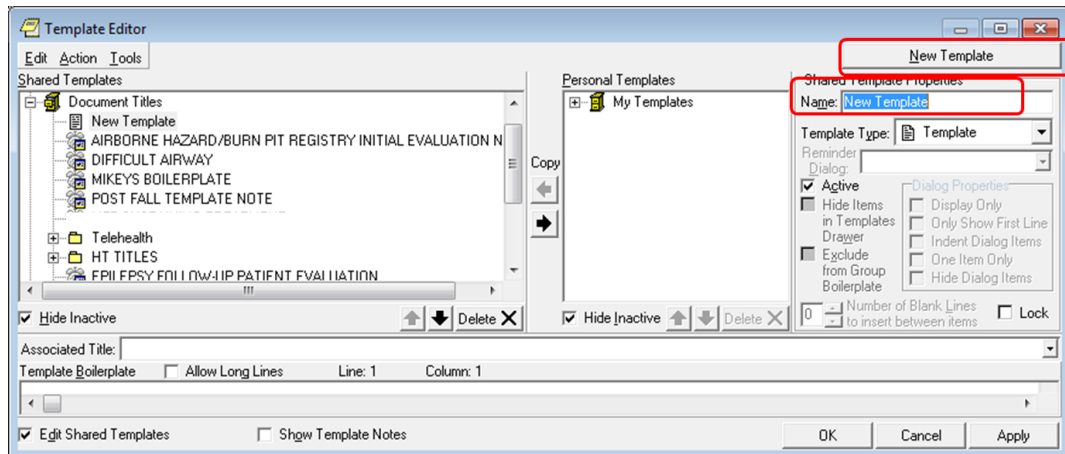 Template Editor
Edit Action Tools
New Template
Shared Templates
Personal Templates
Shared Template Properties
Document Titles
New Template
AIRBORNE HAZARD/BURN PIT REGISTRY INITIAL EVALUATION N
DIFFICULT AIRWAY
MIKEYS BOILERPLATE
POST FALL TEMPLATE NOTE
Telehealth
HT TITLES
EPILEPSY FOLLOW-UP PATIENT EVALUATION
Copy
My Templates
Name: New Template
Template Type: Template
Reminder
Dialog:
Active
Hide Items
in Templates
Drawer
Exclude
from Group
Boilerplate
Dialog Properties
Display Only
Only Show First Line
Indent Dialog Items
One Item Only
Hide Dialog Items
0 Number of Blank Lines
to insert between items
Lock
Hide Inactive
Delete
Hide Inactive
Delete
Associated Title:
Template Boilerplate Allow Long Lines Line: 1 Column: 1
Edit Shared Templates Show Template Notes
OK Cancel Apply